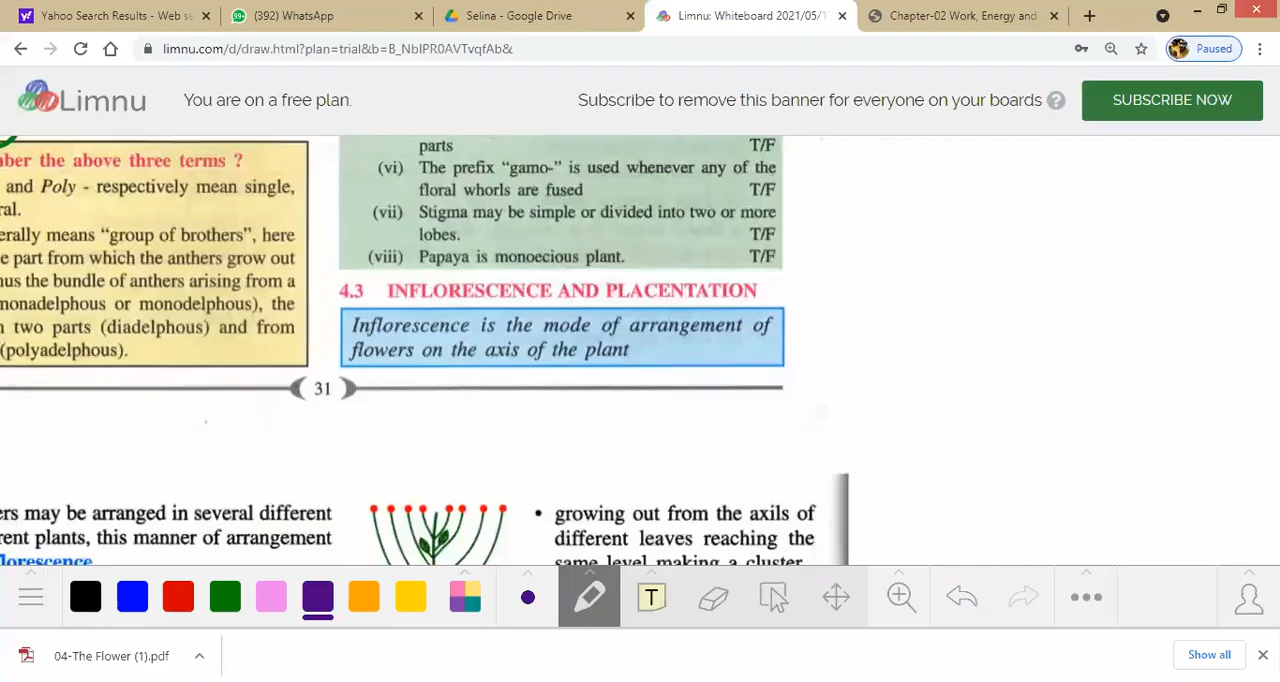 Yahoo Search Results - Web se
(392) WhatsApp
Selina - Google Drive
Limnu: Whiteboard 2021/05/1
Chapter-02 Work, Energy and
limnu.com/d/draw.html?plan=trial&b=B_NbIPR0AVTvqfAb&
Paused
Limnu
You are on a free plan.
Subscribe to remove this banner for everyone on your boards ?
SUBSCRIBE NOW
ber the above three terms ?
and Poly - respectively mean single,
ral.
erally means “group of brothers”, here
e part from which the anthers grow out
nus the bundle of anthers arising from a
monadelphous or monodelphous), the
n two parts (diadelphous) and from
(polyadelphous).
parts T/F
(vi) The prefix “gamo-” is used whenever any of the
floral whorls are fused T/F
(vii) Stigma may be simple or divided into two or more
lobes. T/F
(viii) Papaya is monoecious plant. T/F
4.3 INFLORESCENCE AND PLACENTATION
Inflorescence is the mode of arrangement of
flowers on the axis of the plant
31
ers may be arranged in several different
rent plants, this manner of arrangement
florescence
• growing out from the axils of
different leaves reaching the
same level making a cluster
T
04-The Flower (1).pdf
Show all